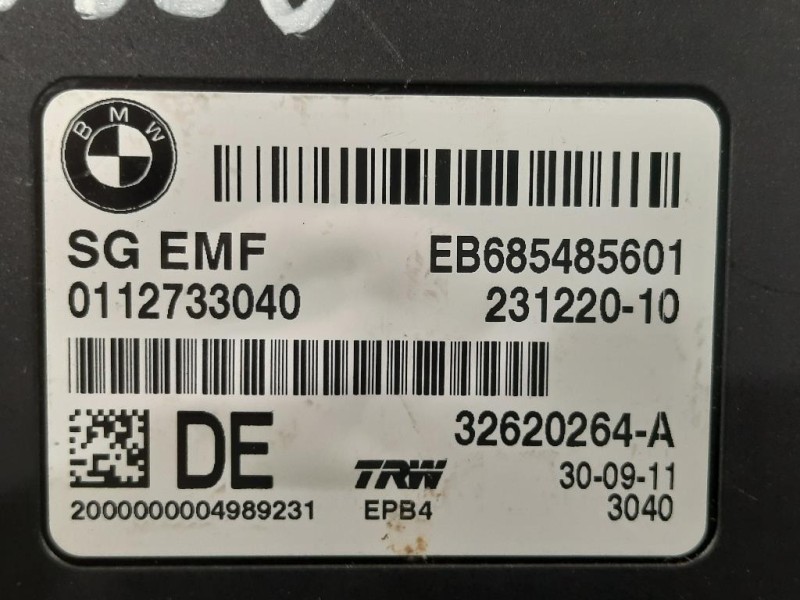 BMW
SG EMF EB685485601
0112733040 231220-10
DE 32620264-A
TRW 30-09-11
2000000004989231 EPB4 3040